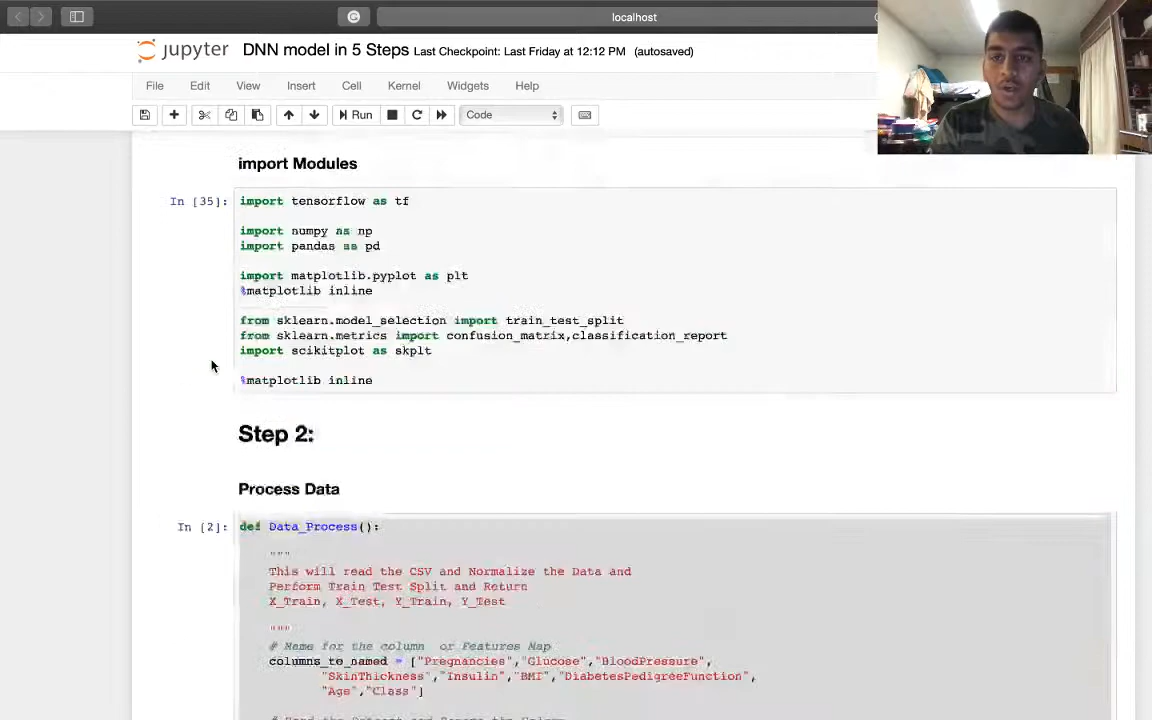 localhost
jupyter DNN model in 5 Steps Last Checkpoint: Last Friday at 12:12 PM (autosaved)
File Edit View Insert Cell Kernel Widgets Help
Run Code
import Modules
In [35]: import tensorflow as tf
import numpy as np
import pandas as pd
import matplotlib.pyplot as plt
%matplotlib inline
from sklearn.model_selection import train_test_split
from sklearn.metrics import confusion_matrix,classification_report
import scikitplot as skplt
%matplotlib inline
Step 2:
Process Data
In [2]: def Data_Process():
"""
This will read the CSV and Normalize the Data and
Perform Train Test Split and Return
X_Train, X_Test, Y_Train, Y_Test
"""
# Name for the column or Features Map
columns_to_named = ["Pregnancies","Glucose","BloodPressure",
"SkinThickness","Insulin","BMI","DiabetesPedigreeFunction",
"Age","Class"]